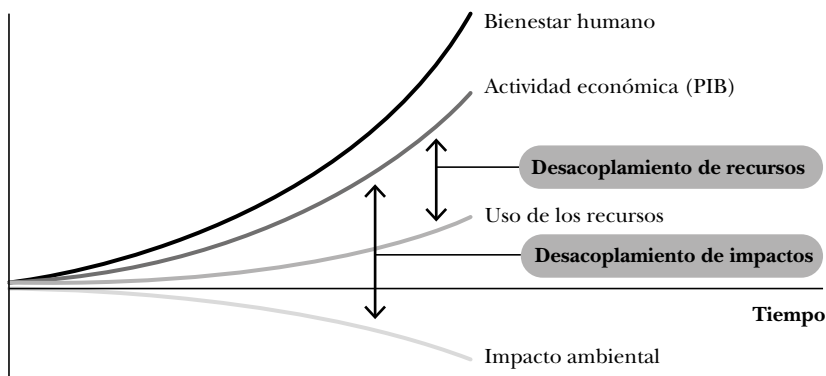 Bienestar humano
Actividad económica (PIB)
Desacoplamiento de recursos
Uso de los recursos
Desacoplamiento de impactos
Tiempo
Impacto ambiental